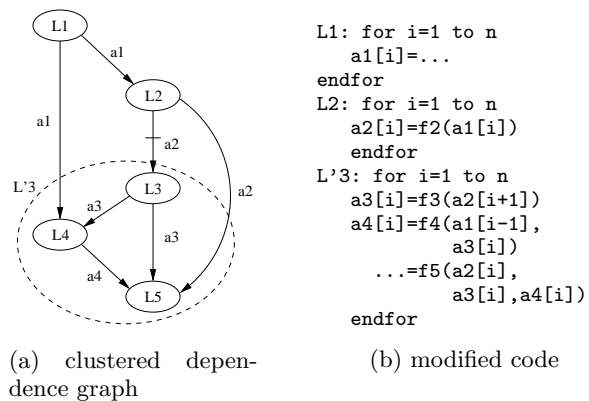 L1
a1
L2
a1
a2
L'3
L3
a2
a3
L4
a3
a4
L5
(a) clustered depen-
dence graph
L1: for i=1 to n
a1[i]=...
endfor
L2: for i=1 to n
a2[i]=f2(a1[i])
endfor
L'3: for i=1 to n
a3[i]=f3(a2[i+1])
a4[i]=f4(a1[i-1],
a3[i])
...=f5(a2[i],
a3[i],a4[i])
endfor
(b) modified code